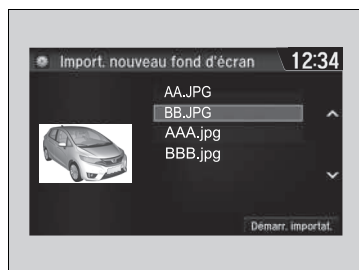 Import. nouveau fond d'écran 12:34
AA.JPG
BB.JPG
AAA.jpg
BBB.jpg
Démarr. importat.